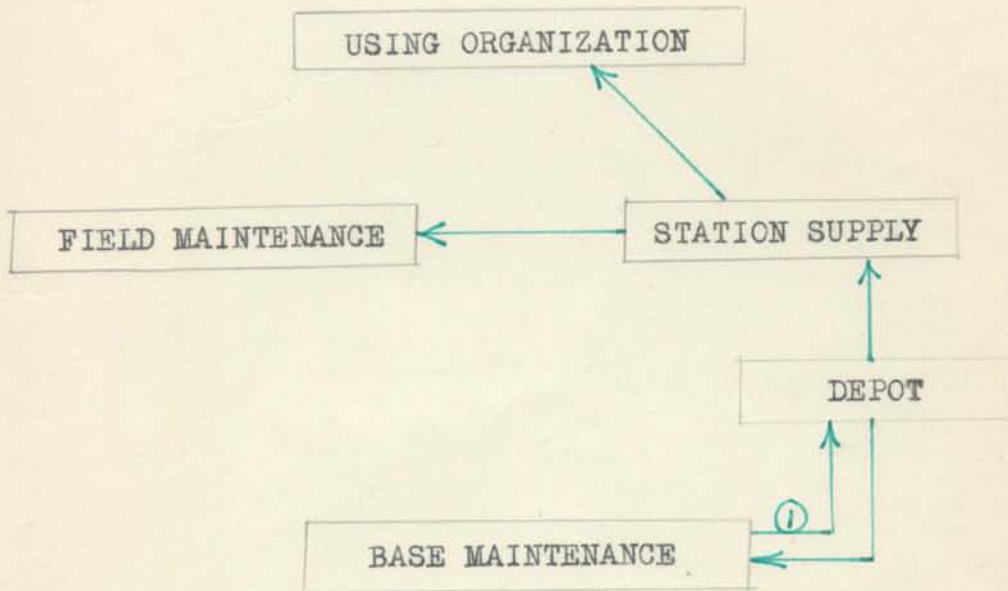 USING ORGANIZATION
FIELD MAINTENANCE
STATION SUPPLY
DEPOT
1
BASE MAINTENANCE